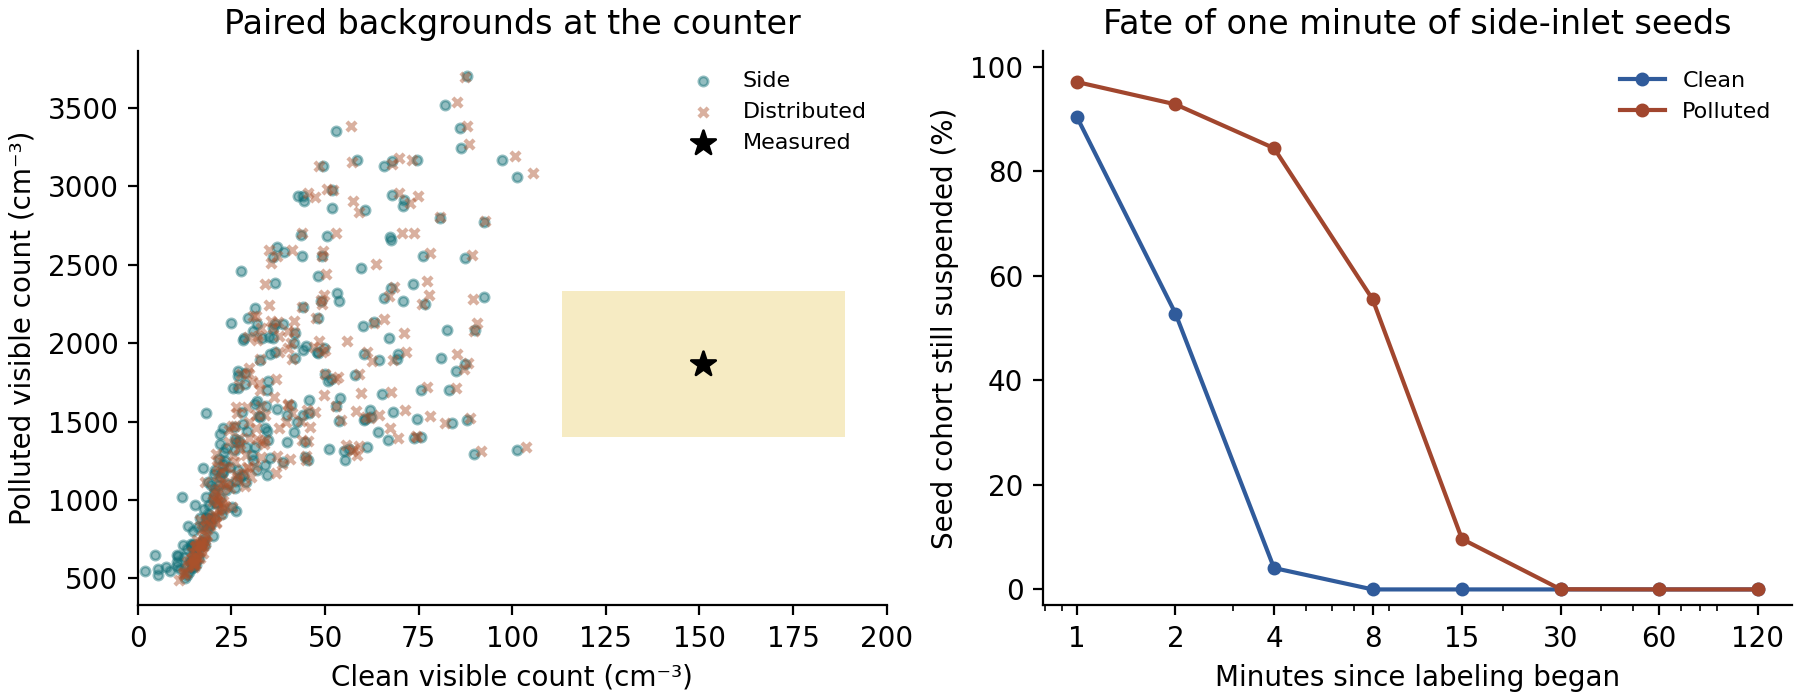 Paired backgrounds at the counter
Polluted visible count (cm⁻³)
3500
3000
2500
2000
1500
1000
500
Side
Distributed
Measured
0 25 50 75 100 125 150 175 200
Clean visible count (cm⁻³)
Fate of one minute of side-inlet seeds
Seed cohort still suspended (%)
100
80
60
40
20
0
Clean
Polluted
1 2 4 8 15 30 60 120
Minutes since labeling began